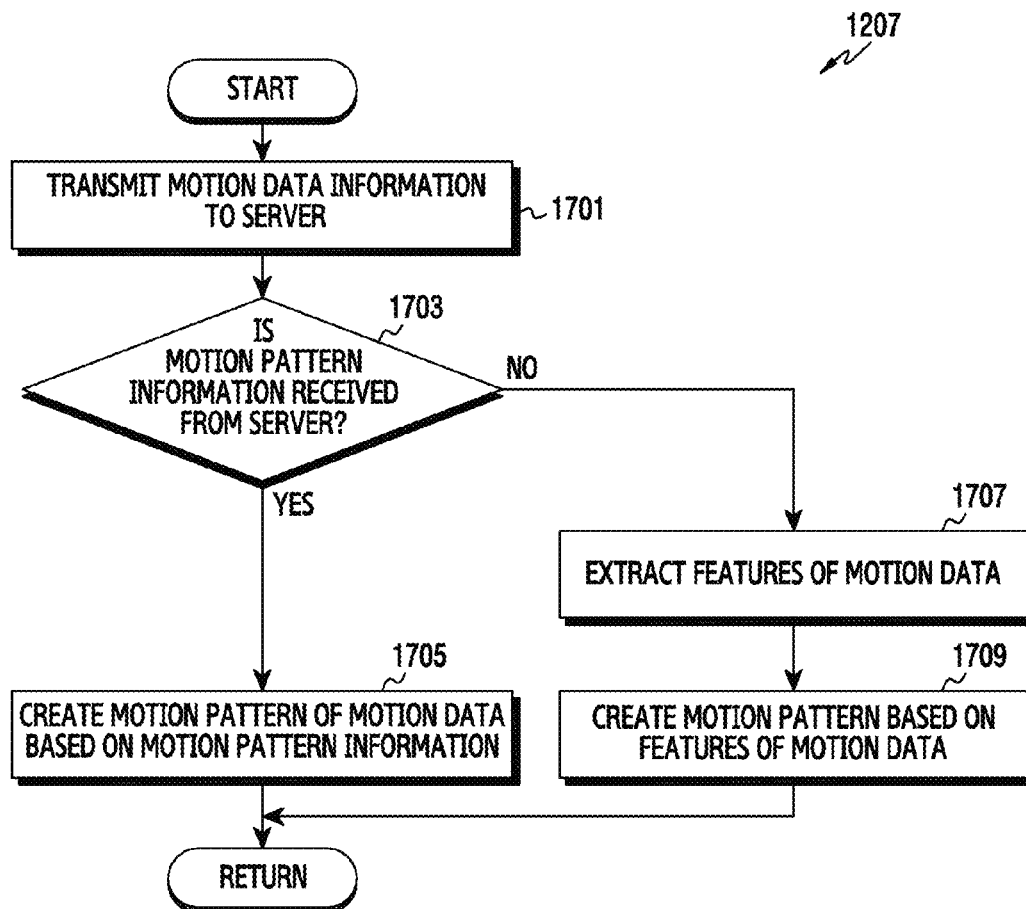 1207
START
TRANSMIT MOTION DATA INFORMATION
TO SERVER
1701
1703
IS
MOTION PATTERN
INFORMATION RECEIVED
FROM SERVER?
NO
YES
1707
EXTRACT FEATURES OF MOTION DATA
1705
CREATE MOTION PATTERN OF MOTION DATA
BASED ON MOTION PATTERN INFORMATION
1709
CREATE MOTION PATTERN BASED ON
FEATURES OF MOTION DATA
RETURN